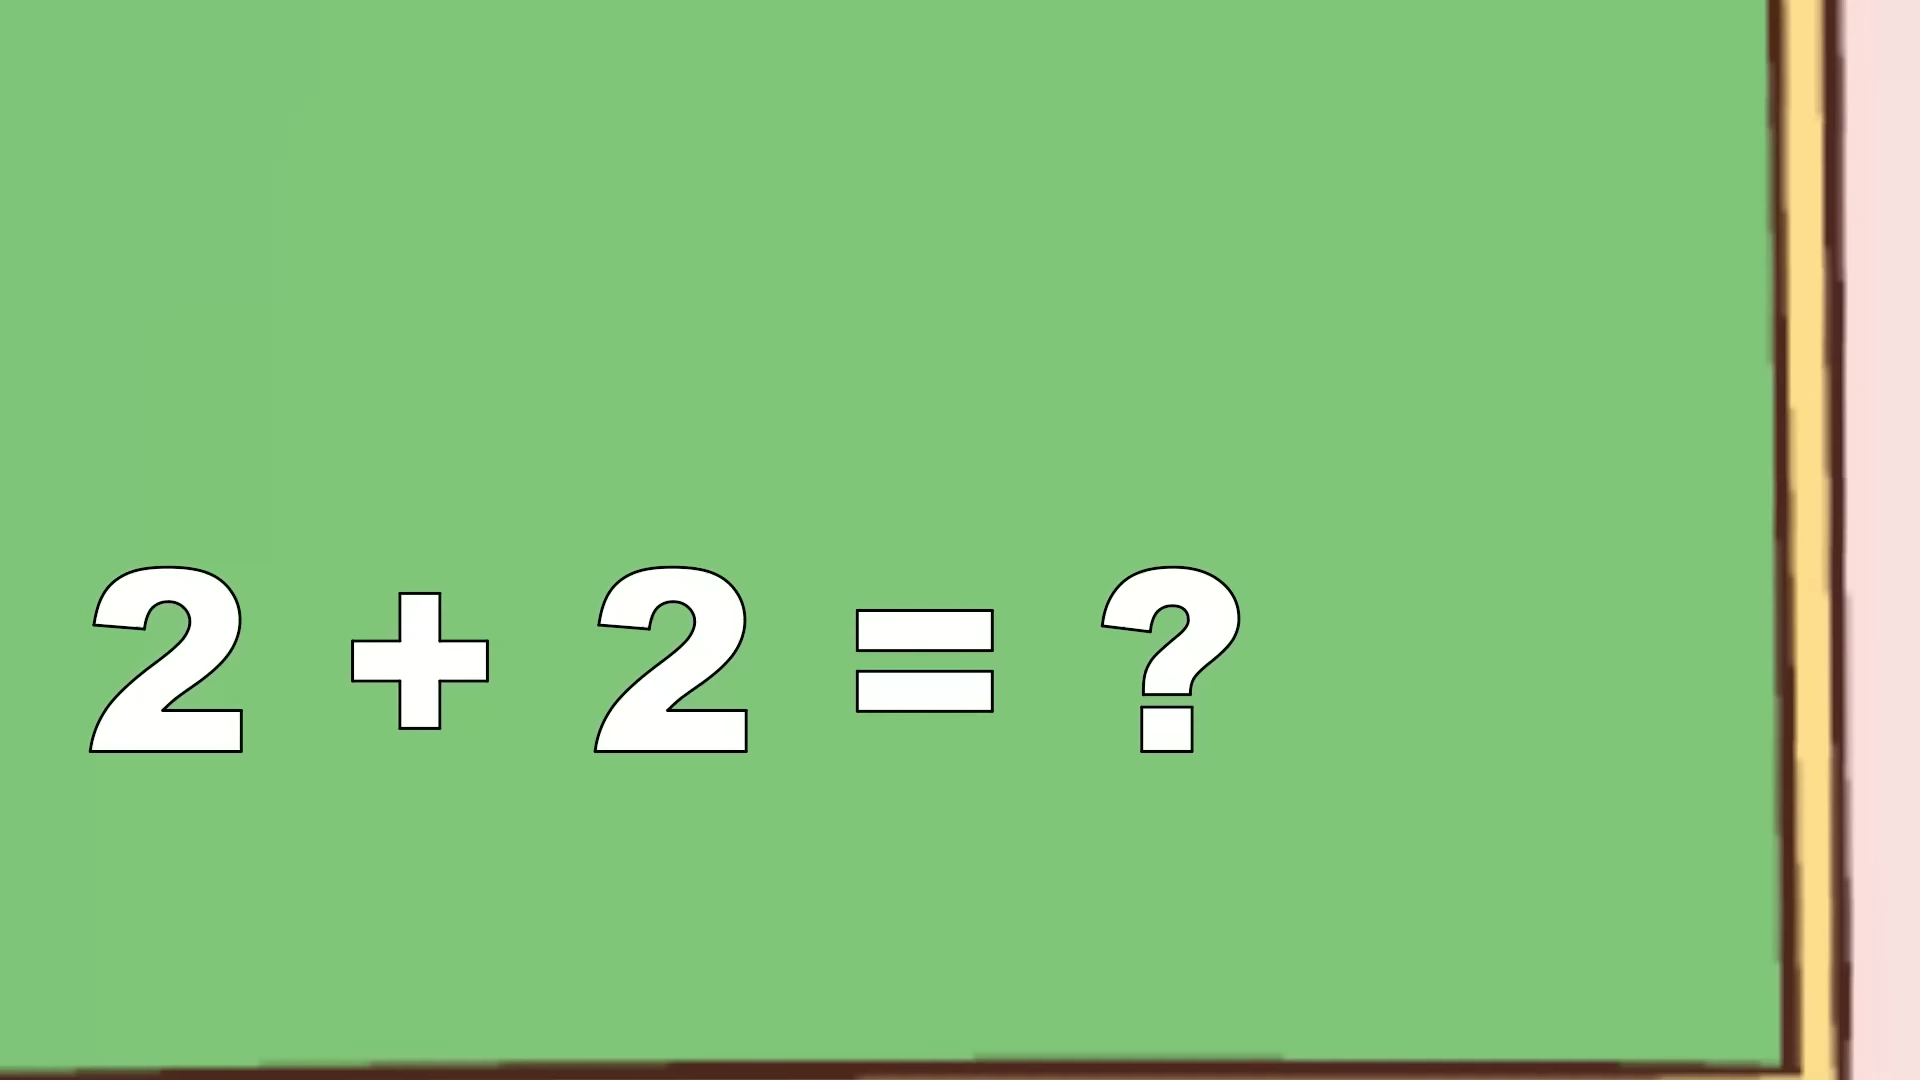 2 + 2 = ?